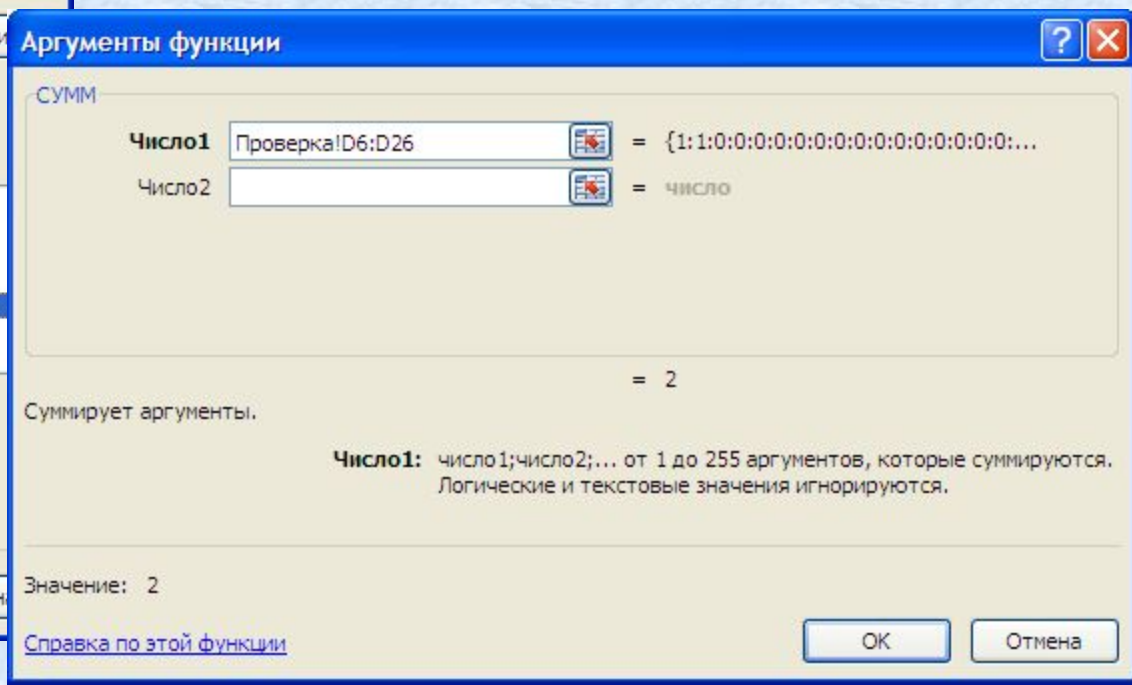 Аргументы функции
СУММ
Число1 Проверка!D6:D26 = {1:1:0:0:0:0:0:0:0:0:0:0:0:0:0:0:0:...
Число2 = число
= 2
Суммирует аргументы.
Число1: число1;число2;... от 1 до 255 аргументов, которые суммируются.
Логические и текстовые значения игнорируются.
Значение: 2
Справка по этой функции OK Отмена